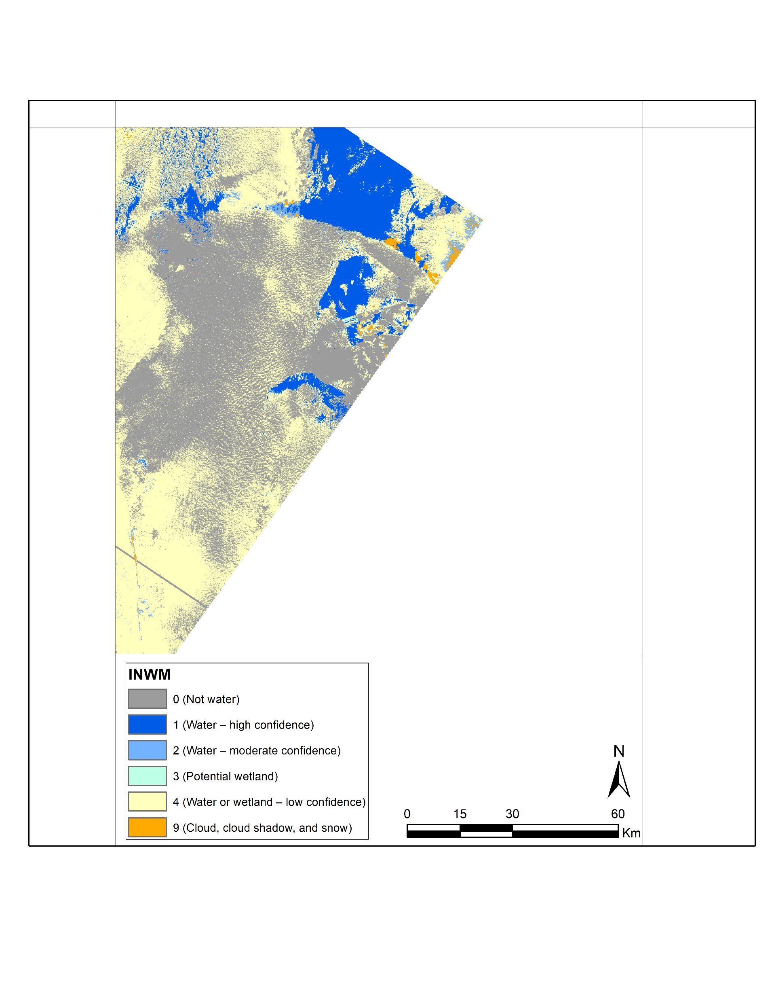 INWM
0 (Not water)
1 (Water – high confidence)
2 (Water – moderate confidence)
3 (Potential wetland)
4 (Water or wetland – low confidence)
9 (Cloud, cloud shadow, and snow)
N
0 15 30 60
Km